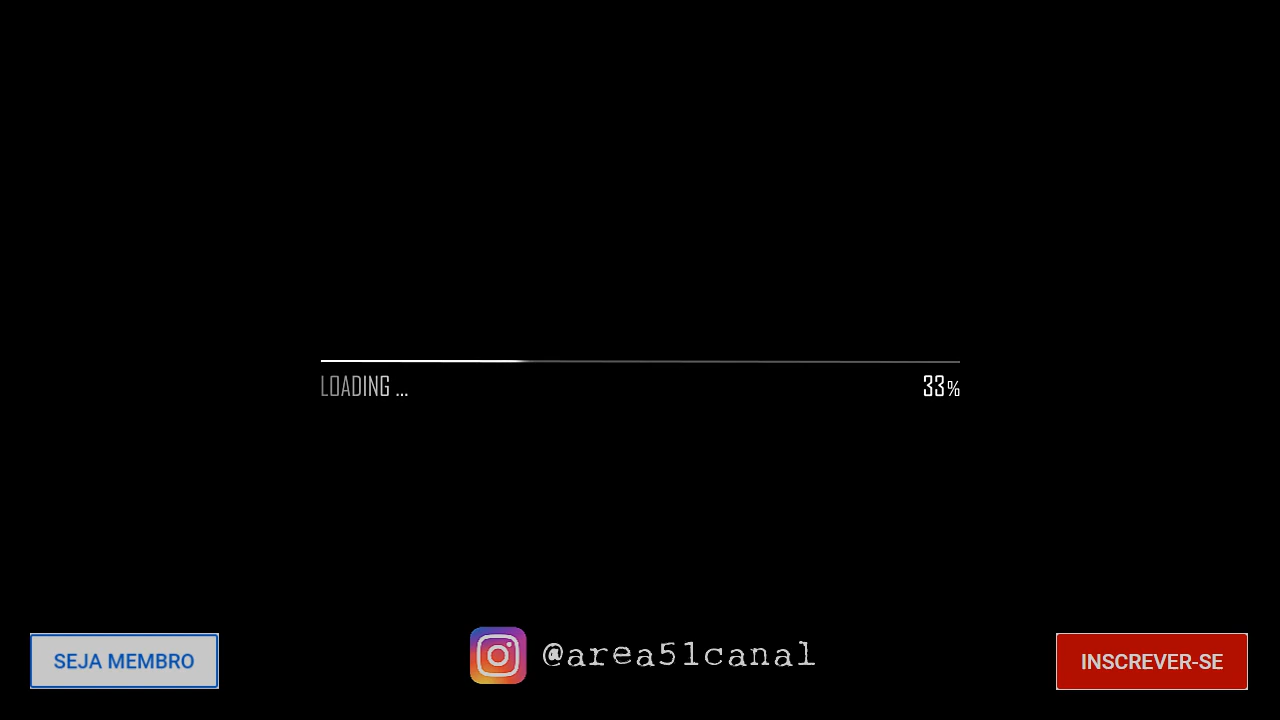 LOADING ... 33%
SEJA MEMBRO
@area51canal
INSCREVER-SE